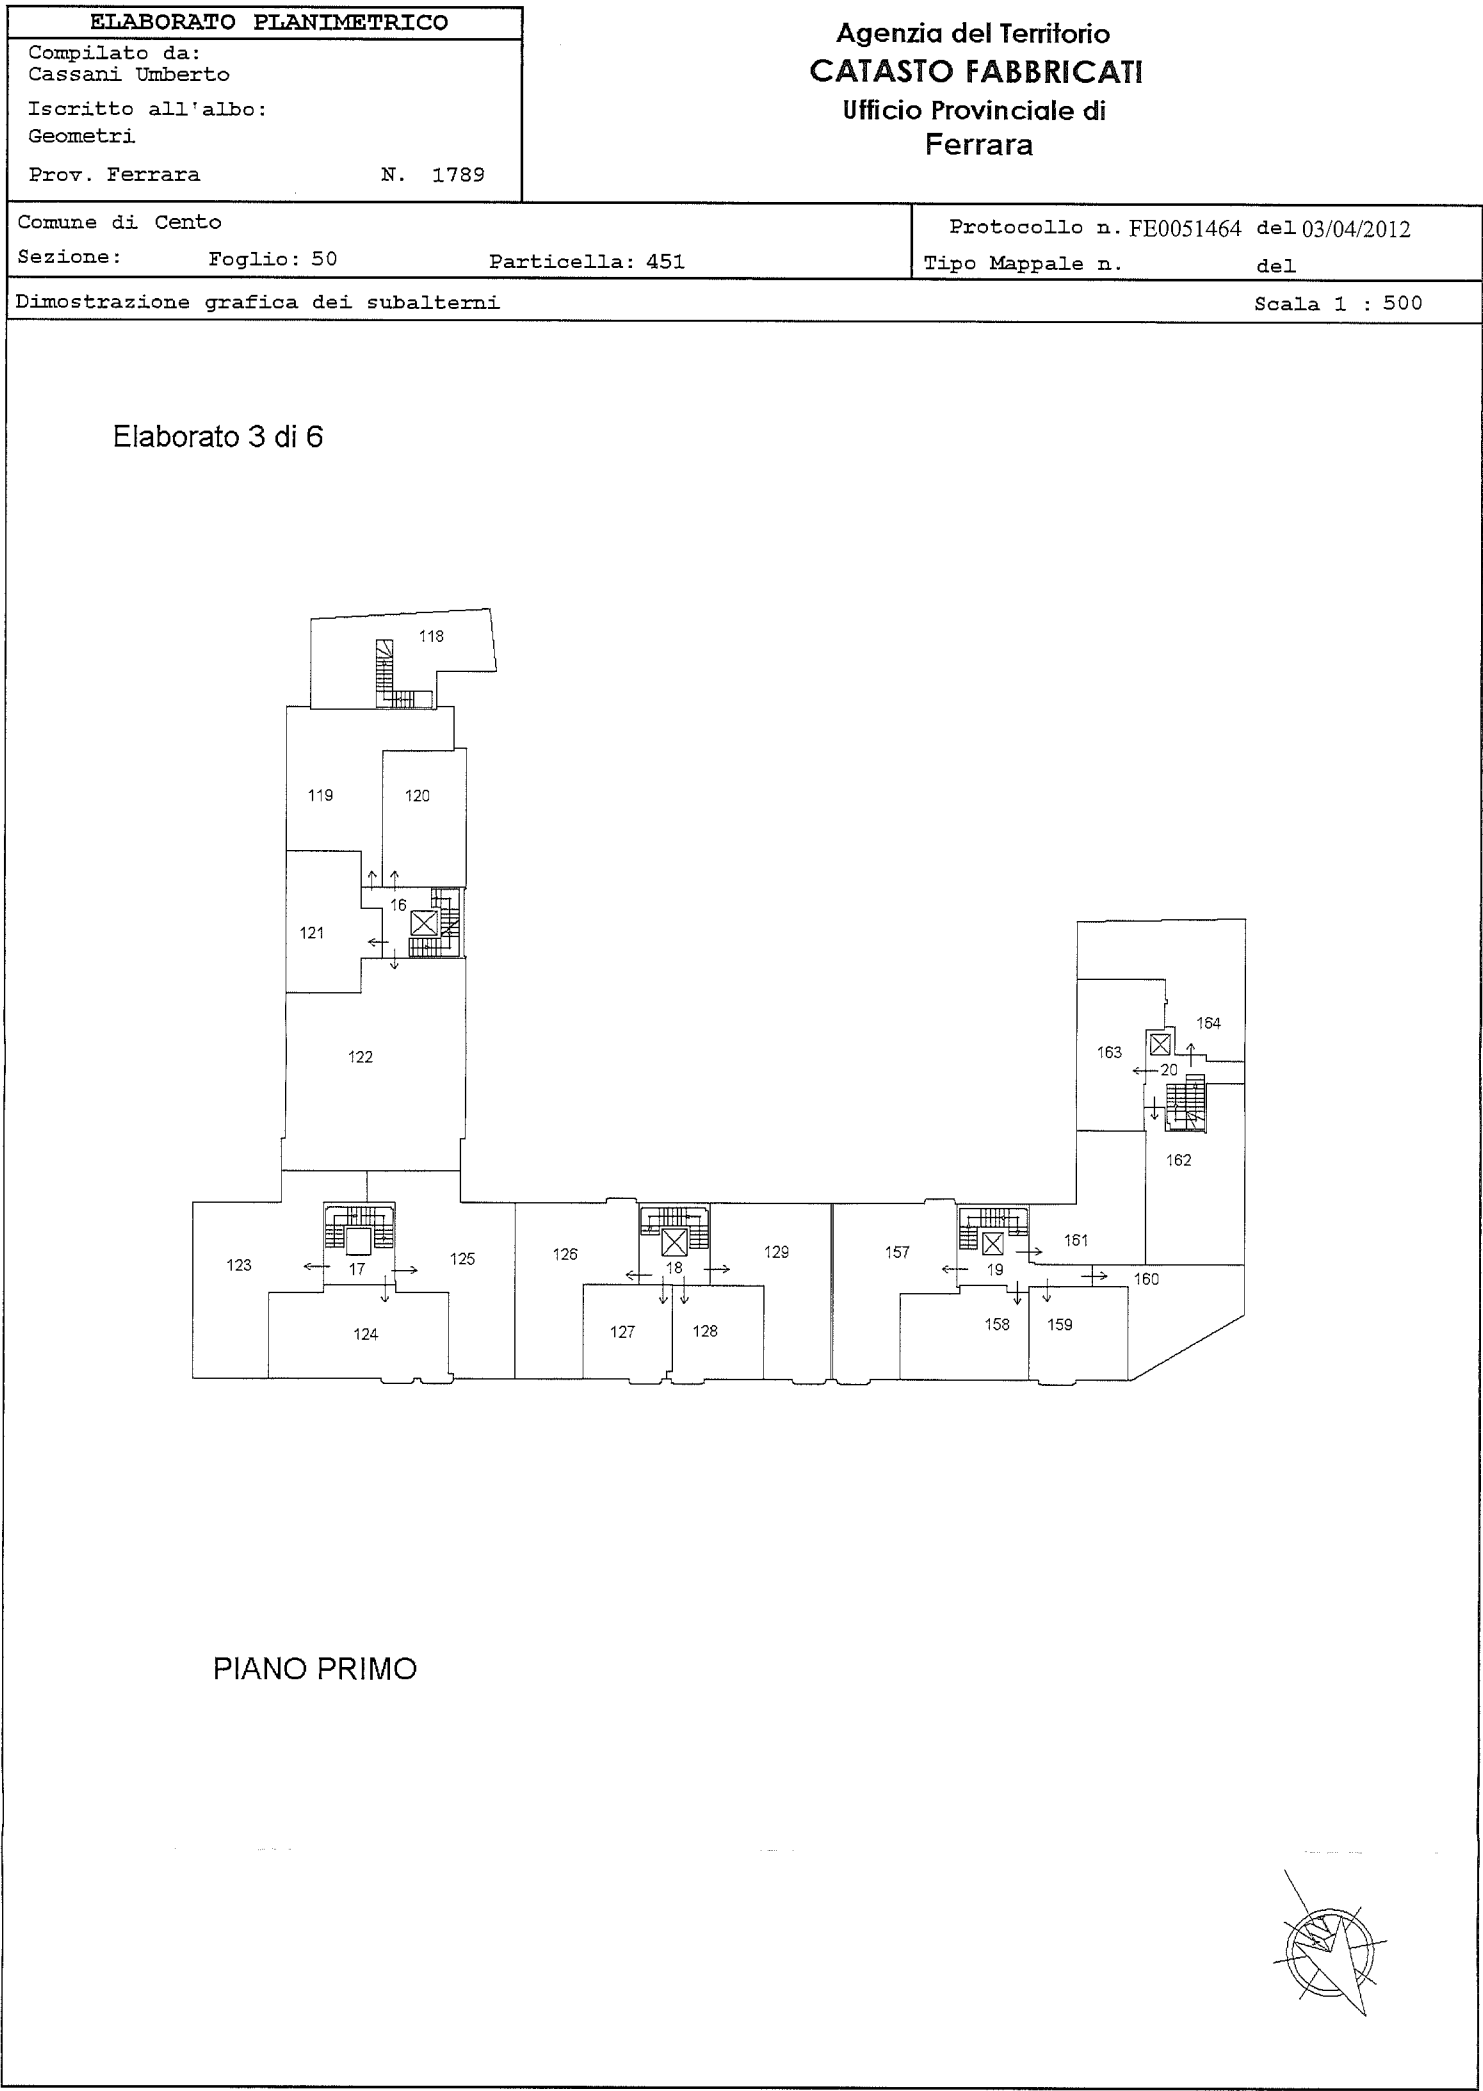 ELABORATO PLANIMETRICO
Compilato da:
Cassani Umberto
Iscritto all'albo:
Geometri
Prov. Ferrara N. 1789
Agenzia del Territorio
CATASTO FABBRICATI
Ufficio Provinciale di
Ferrara
Comune di Cento
Sezione: Foglio: 50 Particella: 451
Protocollo n. FE0051464 del 03/04/2012
Tipo Mappale n. del
Dimostrazione grafica dei subalterni Scala 1 : 500
Elaborato 3 di 6
118
119 120
16
121
122
164
163
20
162
161
123 17 125 126 18 129 157 19 160
124 127 128 158 159
PIANO PRIMO
N